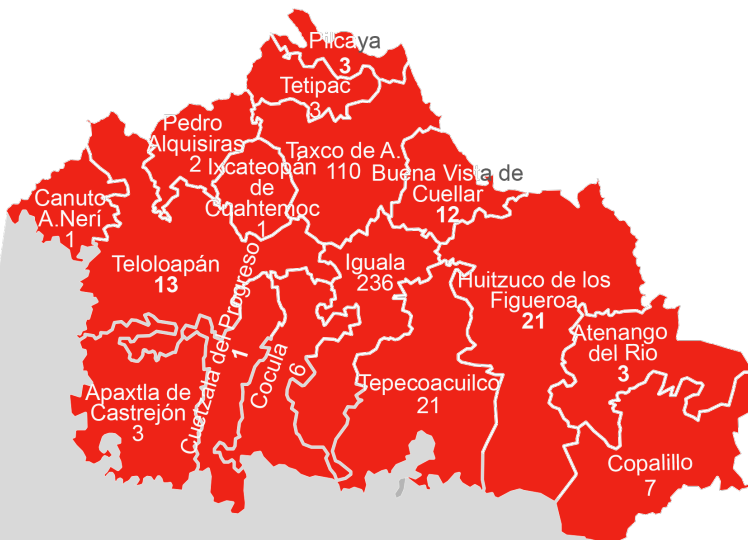 Pilcaya
3
Tetipac
3
Pedro
Alquisiras
2
Taxco de A.
110
Ixcateopán
de
Cuahtemoc
1
Buena Vista de
Cuellar
12
Canuto
A.Nerí
1
Teloloapán
13
Iguala
236
Huitzuco de los
Figueroa
21
Cuetzala del Progreso
1
Cocula
6
Atenango
del Rio
3
Apaxtla de
Castrejón
3
Tepecoacuilco
21
Copalillo
7